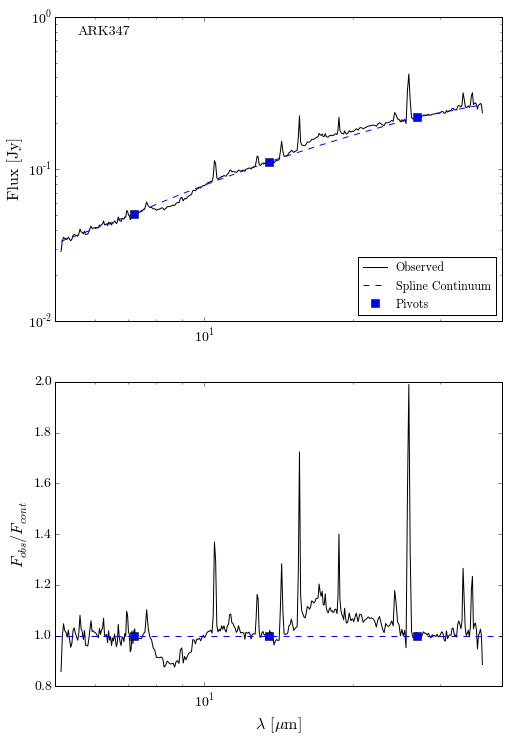 ARK347
10^0
10^-1
10^-2
Flux [Jy]
Observed
Spline Continuum
Pivots
10^1
2.0
1.8
1.6
1.4
1.2
1.0
0.8
F_obs/F_cont
10^1
λ [μm]